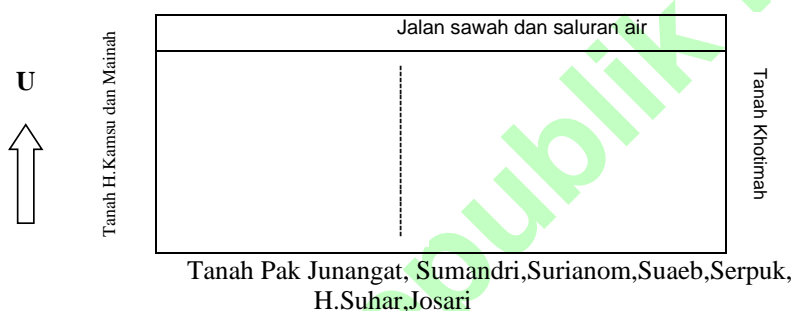 Jalan sawah dan saluran air
U
Tanah H.Kamsu dan Mainah
Tanah Khotimah
Tanah Pak Junangat, Sumandri,Surianom,Suaeb,Serpuk,
H.Suhar,Josari